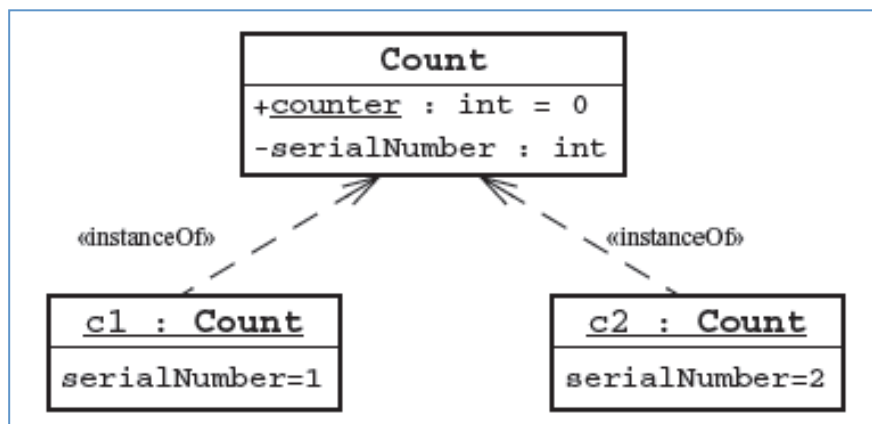 Count
+counter : int = 0
-serialNumber : int
«instanceOf»
«instanceOf»
c1 : Count
serialNumber=1
c2 : Count
serialNumber=2